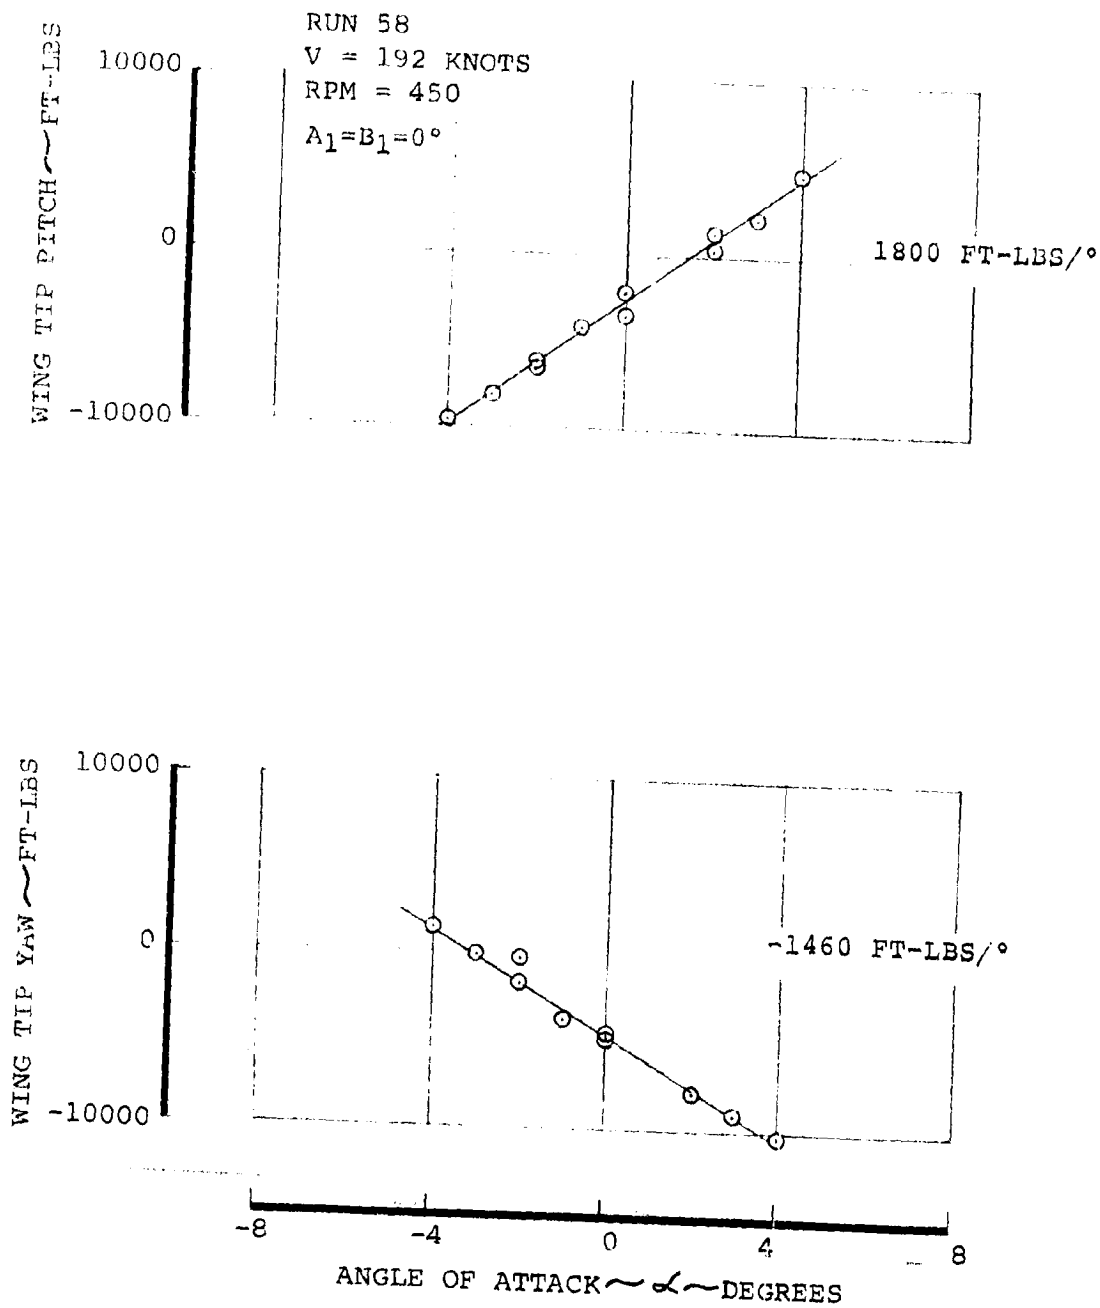 RUN 58
V = 192 KNOTS
RPM = 450
A1=B1=0°
WING TIP PITCH~FT-LBS
10000
0
-10000
1800 FT-LBS/°
WING TIP YAW~FT-LBS
10000
0
-10000
-1460 FT-LBS/°
-8 -4 0 4 8
ANGLE OF ATTACK~α~DEGREES